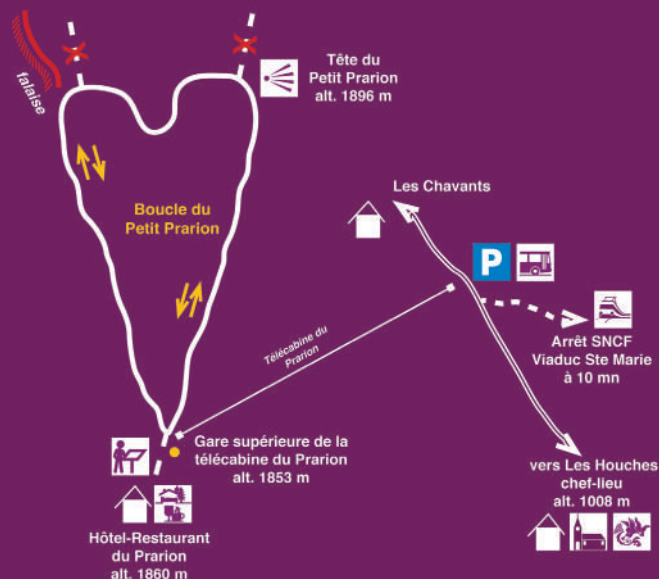 falaise
Tête du
Petit Prarion
alt. 1896 m
Boucle du
Petit Prarion
Les Chavants
P
Télécabine du
Prarion
Arrêt SNCF
Viaduc Ste Marie
à 10 mn
Gare supérieure de la
télécabine du Prarion
alt. 1853 m
vers Les Houches
chef-lieu
alt. 1008 m
Hôtel-Restaurant
du Prarion
alt. 1860 m